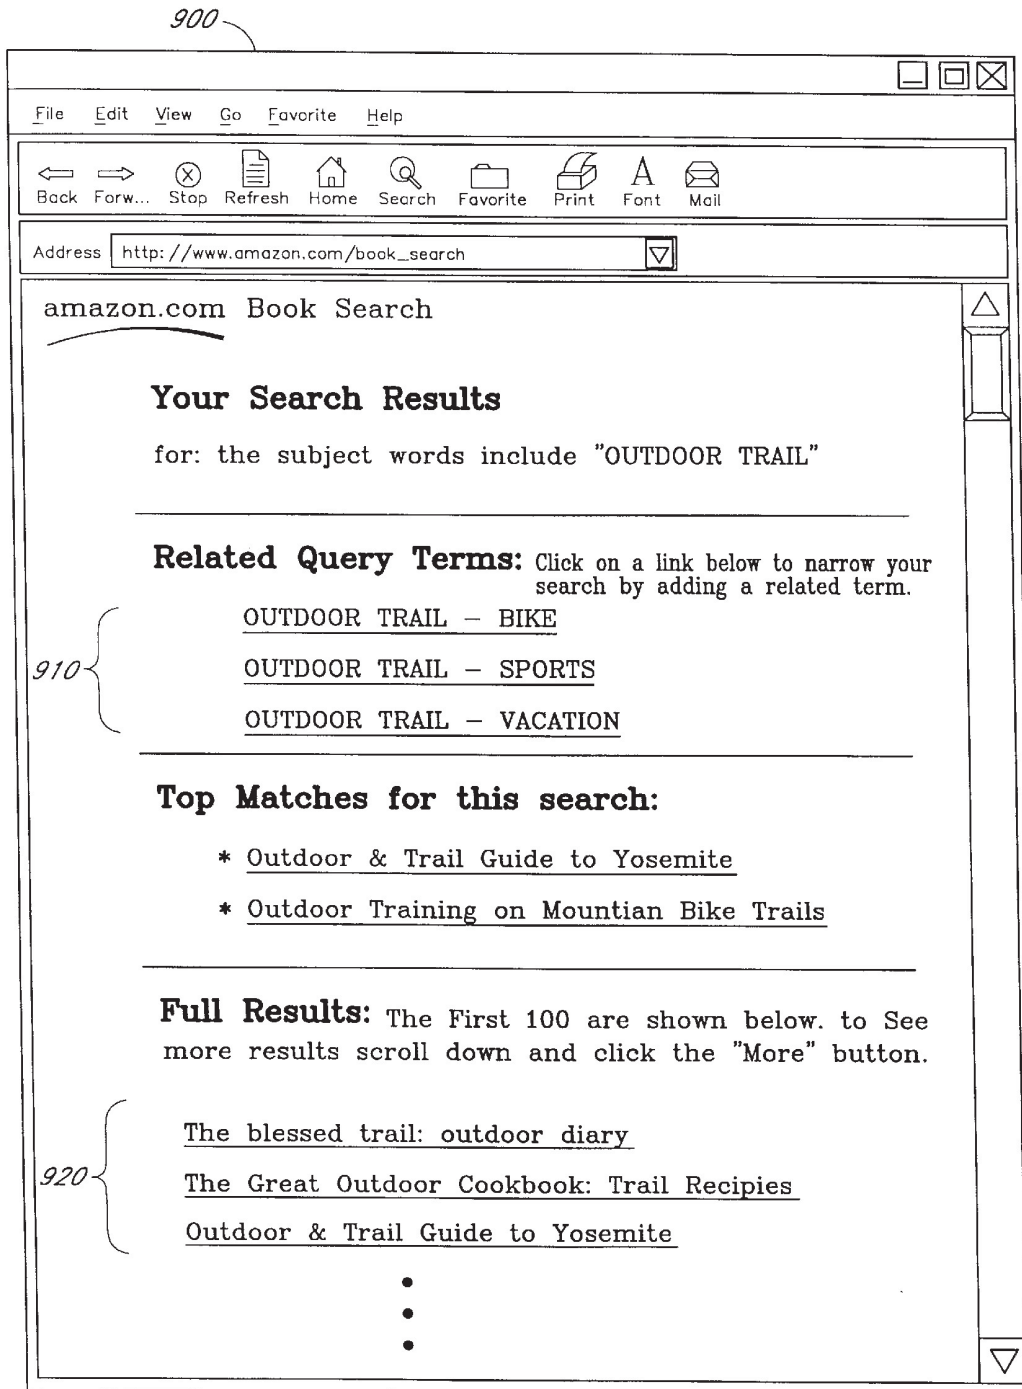 900
File Edit View Go Favorite Help
Back Forw... Stop Refresh Home Search Favorite Print Font Mail
Address http://www.amazon.com/book_search
amazon.com Book Search
Your Search Results
for: the subject words include "OUTDOOR TRAIL"
Related Query Terms: Click on a link below to narrow your
search by adding a related term.
OUTDOOR TRAIL – BIKE
910
OUTDOOR TRAIL – SPORTS
OUTDOOR TRAIL – VACATION
Top Matches for this search:
* Outdoor & Trail Guide to Yosemite
* Outdoor Training on Mountian Bike Trails
Full Results: The First 100 are shown below. to See
more results scroll down and click the "More" button.
The blessed trail: outdoor diary
920
The Great Outdoor Cookbook: Trail Recipies
Outdoor & Trail Guide to Yosemite